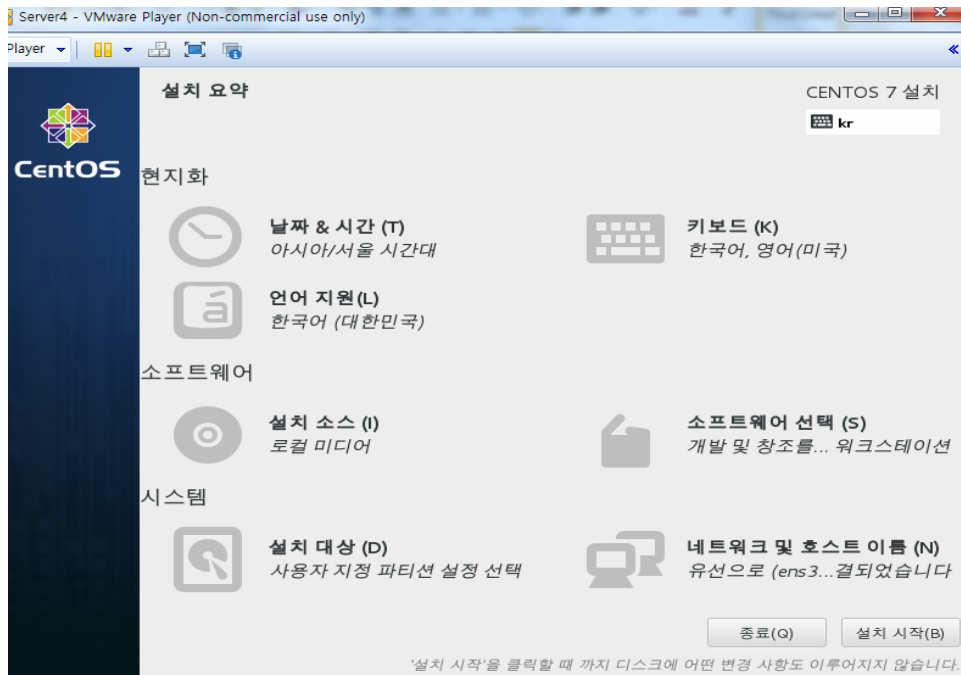 Server4 - VMware Player (Non-commercial use only)
Player
설치 요약
CENTOS 7 설치
kr
CentOS
현지화
날짜 & 시간 (T)
아시아/서울 시간대
키보드 (K)
한국어, 영어(미국)
언어 지원(L)
한국어 (대한민국)
소프트웨어
설치 소스 (I)
로컬 미디어
소프트웨어 선택 (S)
개발 및 창조를... 워크스테이션
시스템
설치 대상 (D)
사용자 지정 파티션 설정 선택
네트워크 및 호스트 이름 (N)
유선으로 (ens3...결되었습니다
종료(Q)
설치 시작(B)
'설치 시작'을 클릭할 때 까지 디스크에 어떤 변경 사항도 이루어지지 않습니다.